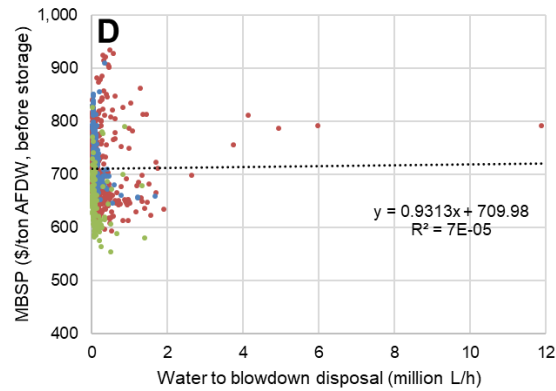 D
MBSP ($/ton AFDW, before storage)
1,000
900
800
700
600
500
400
y = 0.9313x + 709.98
R² = 7E-05
0 2 4 6 8 10 12
Water to blowdown disposal (million L/h)